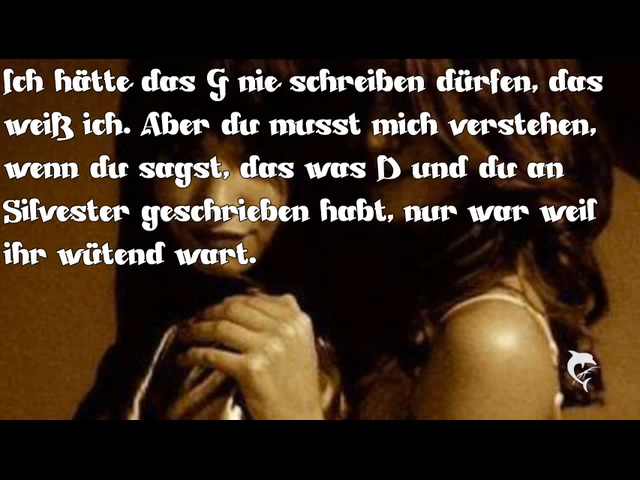 Ich hätte das G nie schreiben dürfen, das
weiß ich. Aber du musst mich verstehen,
wenn du sagst, das was D und du an
Silvester geschrieben habt, nur war weil
ihr wütend wart.